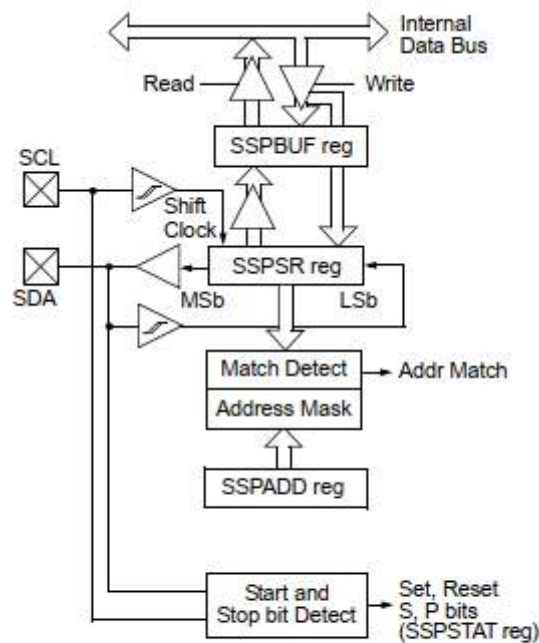 Internal
Data Bus
Read
Write
SSPBUF reg
SCL
Shift
Clock
SSPSR reg
SDA
MSb
LSb
Match Detect
Addr Match
Address Mask
SSPADD reg
Start and
Stop bit Detect
Set, Reset
S, P bits
(SSPSTAT reg)